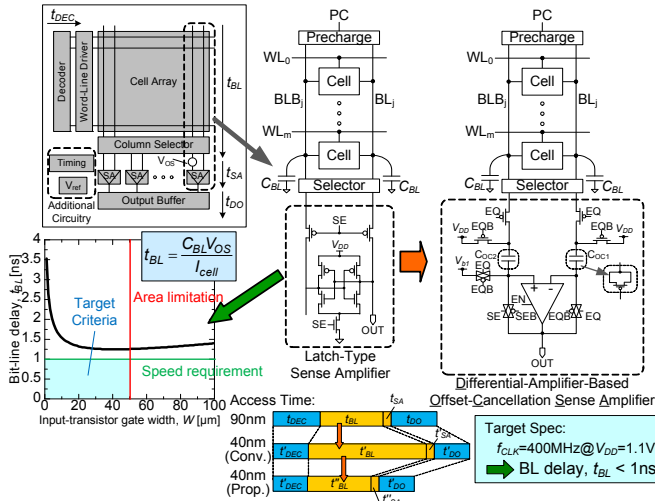 t_DEC
Decoder
Word-Line Driver
Cell Array
t_BL
Column Selector
V_OS
Timing
V_ref
Additional
Circuitry
SA
SA
SA
t_SA
Output Buffer
t_DO
PC
Precharge
WL_0
Cell
BLB_j
BL_j
WL_m
Cell
C_BL
C_BL
Selector
SE
V_DD
SE
OUT
Latch-Type
Sense Amplifier
PC
Precharge
WL_0
Cell
BLB_j
BL_j
WL_m
Cell
C_BL
C_BL
Selector
EQ
EQ
V_DD
EQB
EQB
V_DD
C_OC2
C_OC1
V_b1
EQB
EN
SE
SEB
EQB
EQ
OUT
Differential-Amplifier-Based
Offset-Cancellation Sense Amplifier
t_BL = C_BL V_OS / I_cell
Bit-line delay, t_BL [ns]
4
3.5
3
2.5
2
1.5
1
0.5
0
Target
Criteria
Area limitation
Speed requirement
0 20 40 60 80 100
Input-transistor gate width, W [μm]
Access Time:
t_SA
90nm
t_DEC
t_BL
t_DO
t'_SA
40nm
(Conv.)
t'_DEC
t'_BL
t'_DO
40nm
(Prop.)
t'_DEC
t''_BL
t'_DO
t''_SA
Target Spec:
f_CLK=400MHz@V_DD=1.1V
BL delay, t_BL < 1ns